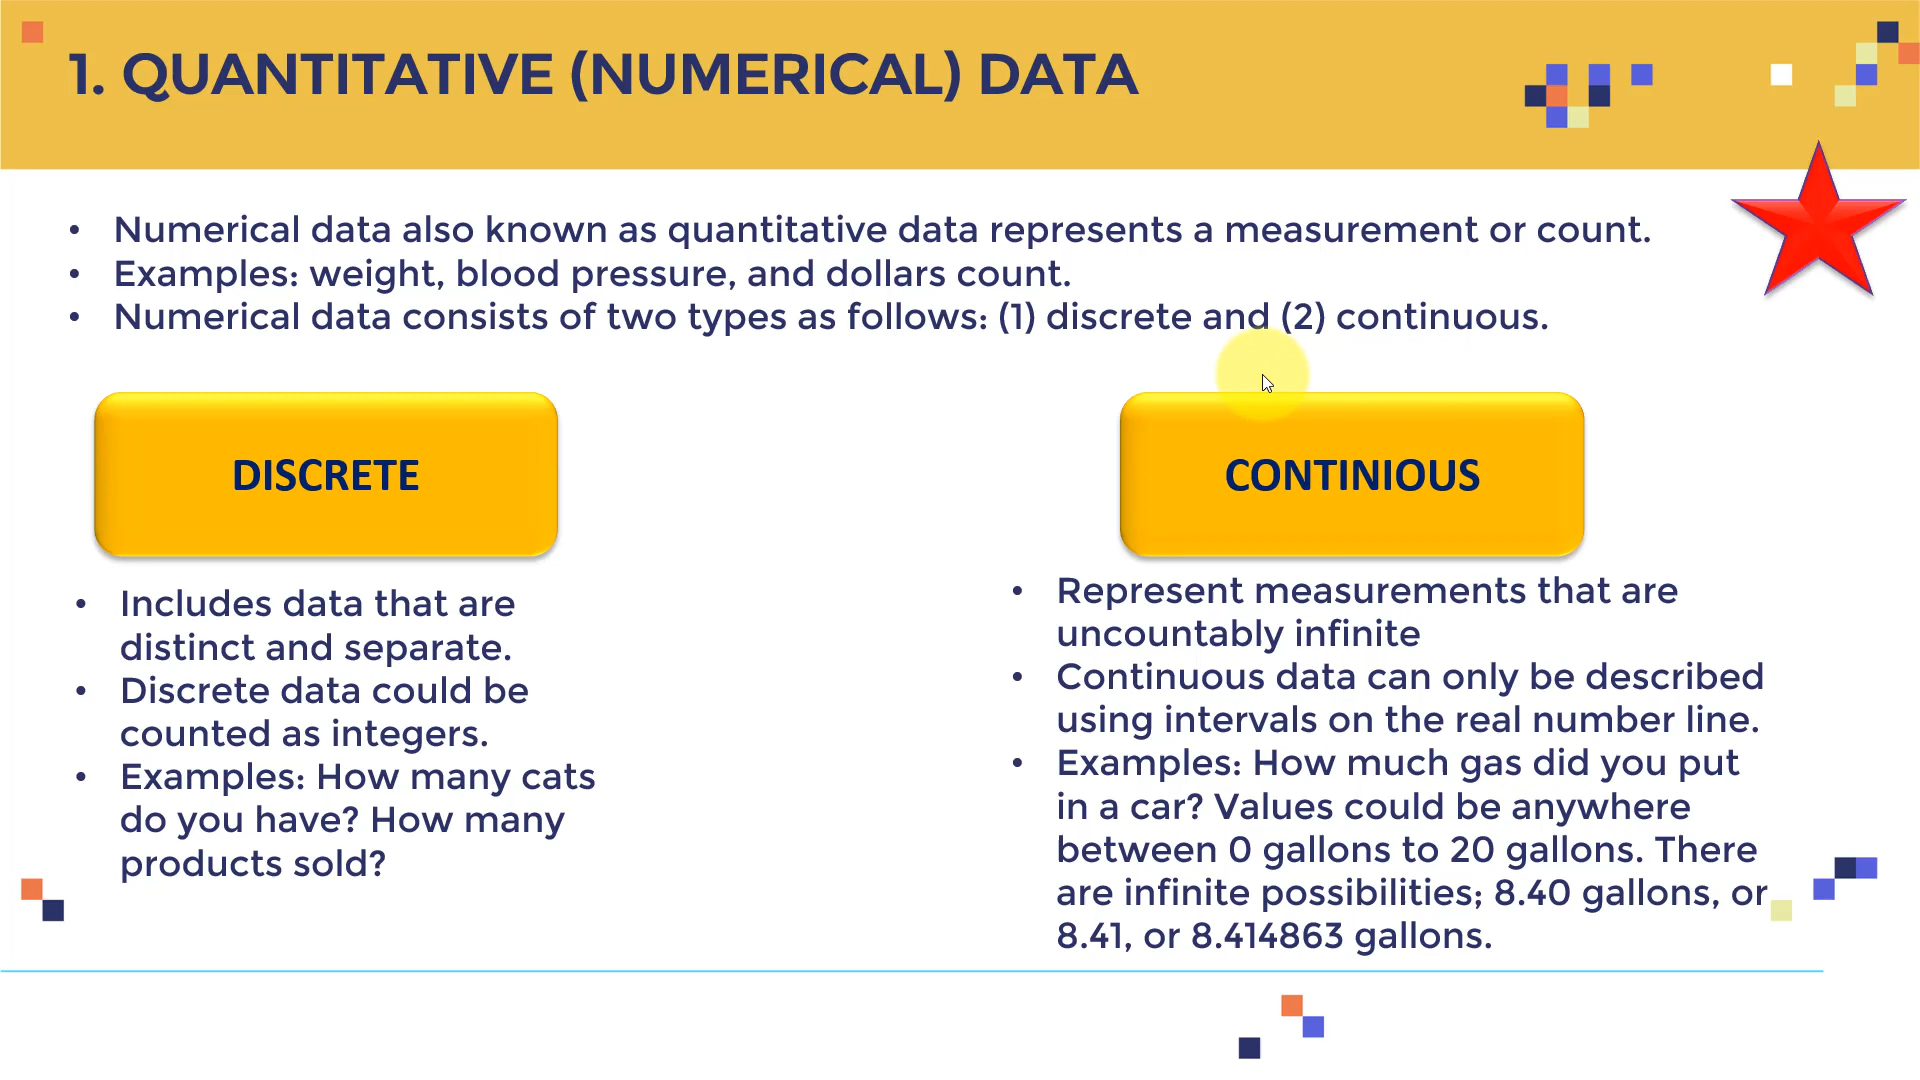 1. QUANTITATIVE (NUMERICAL) DATA
• Numerical data also known as quantitative data represents a measurement or count.
• Examples: weight, blood pressure, and dollars count.
• Numerical data consists of two types as follows: (1) discrete and (2) continuous.
DISCRETE
• Includes data that are
distinct and separate.
• Discrete data could be
counted as integers.
• Examples: How many cats
do you have? How many
products sold?
CONTINIOUS
• Represent measurements that are
uncountably infinite
• Continuous data can only be described
using intervals on the real number line.
• Examples: How much gas did you put
in a car? Values could be anywhere
between 0 gallons to 20 gallons. There
are infinite possibilities; 8.40 gallons, or
8.41, or 8.414863 gallons.